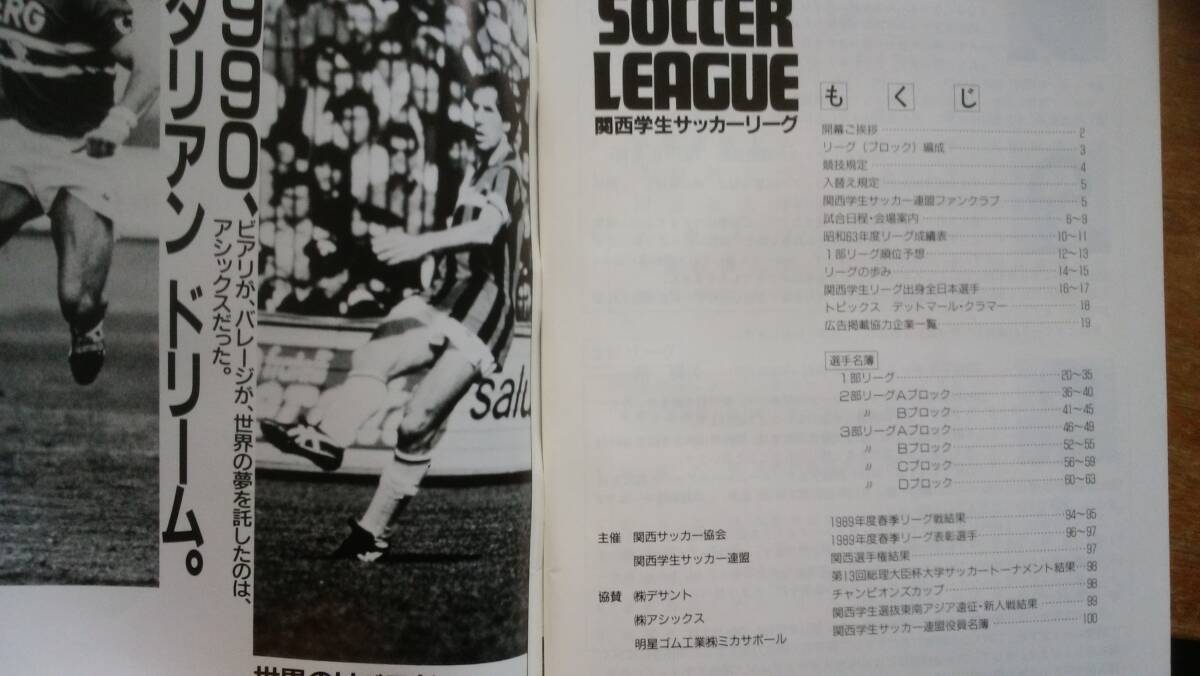 ERG
990、
タリアン ドリーム。
ビアリが、バレージが、世界の夢を託したのは、
アシックスだった。
salu
SOCCER
LEAGUE
関西学生サッカーリーグ
もくじ
開幕ご挨拶 2
リーグ（ブロック）編成 3
競技規定 4
入替え規定 5
関西学生サッカー連盟ファンクラブ 5
試合日程・会場案内 6〜9
昭和63年度リーグ成績表 10〜11
1部リーグ順位予想 12〜13
リーグの歩み 14〜15
関西学生リーグ出身全日本選手 16〜17
トピックス デットマール・クラマー 18
広告掲載協力企業一覧 19
選手名簿
1部リーグ 20〜35
2部リーグAブロック 36〜40
〃 Bブロック 41〜45
3部リーグAブロック 46〜49
〃 Bブロック 52〜55
〃 Cブロック 56〜59
〃 Dブロック 60〜63
1989年度春季リーグ戦結果 94〜95
1989年度春季リーグ表彰選手 96〜97
関西選手権結果 97
第13回総理大臣杯大学サッカートーナメント結果 98
チャンピオンズカップ 98
関西学生選抜東南アジア遠征・新人戦結果 99
関西学生サッカー連盟役員名簿 100
主催 関西サッカー協会
関西学生サッカー連盟
協賛 ㈱デサント
㈱アシックス
明星ゴム工業㈱ミカサボール